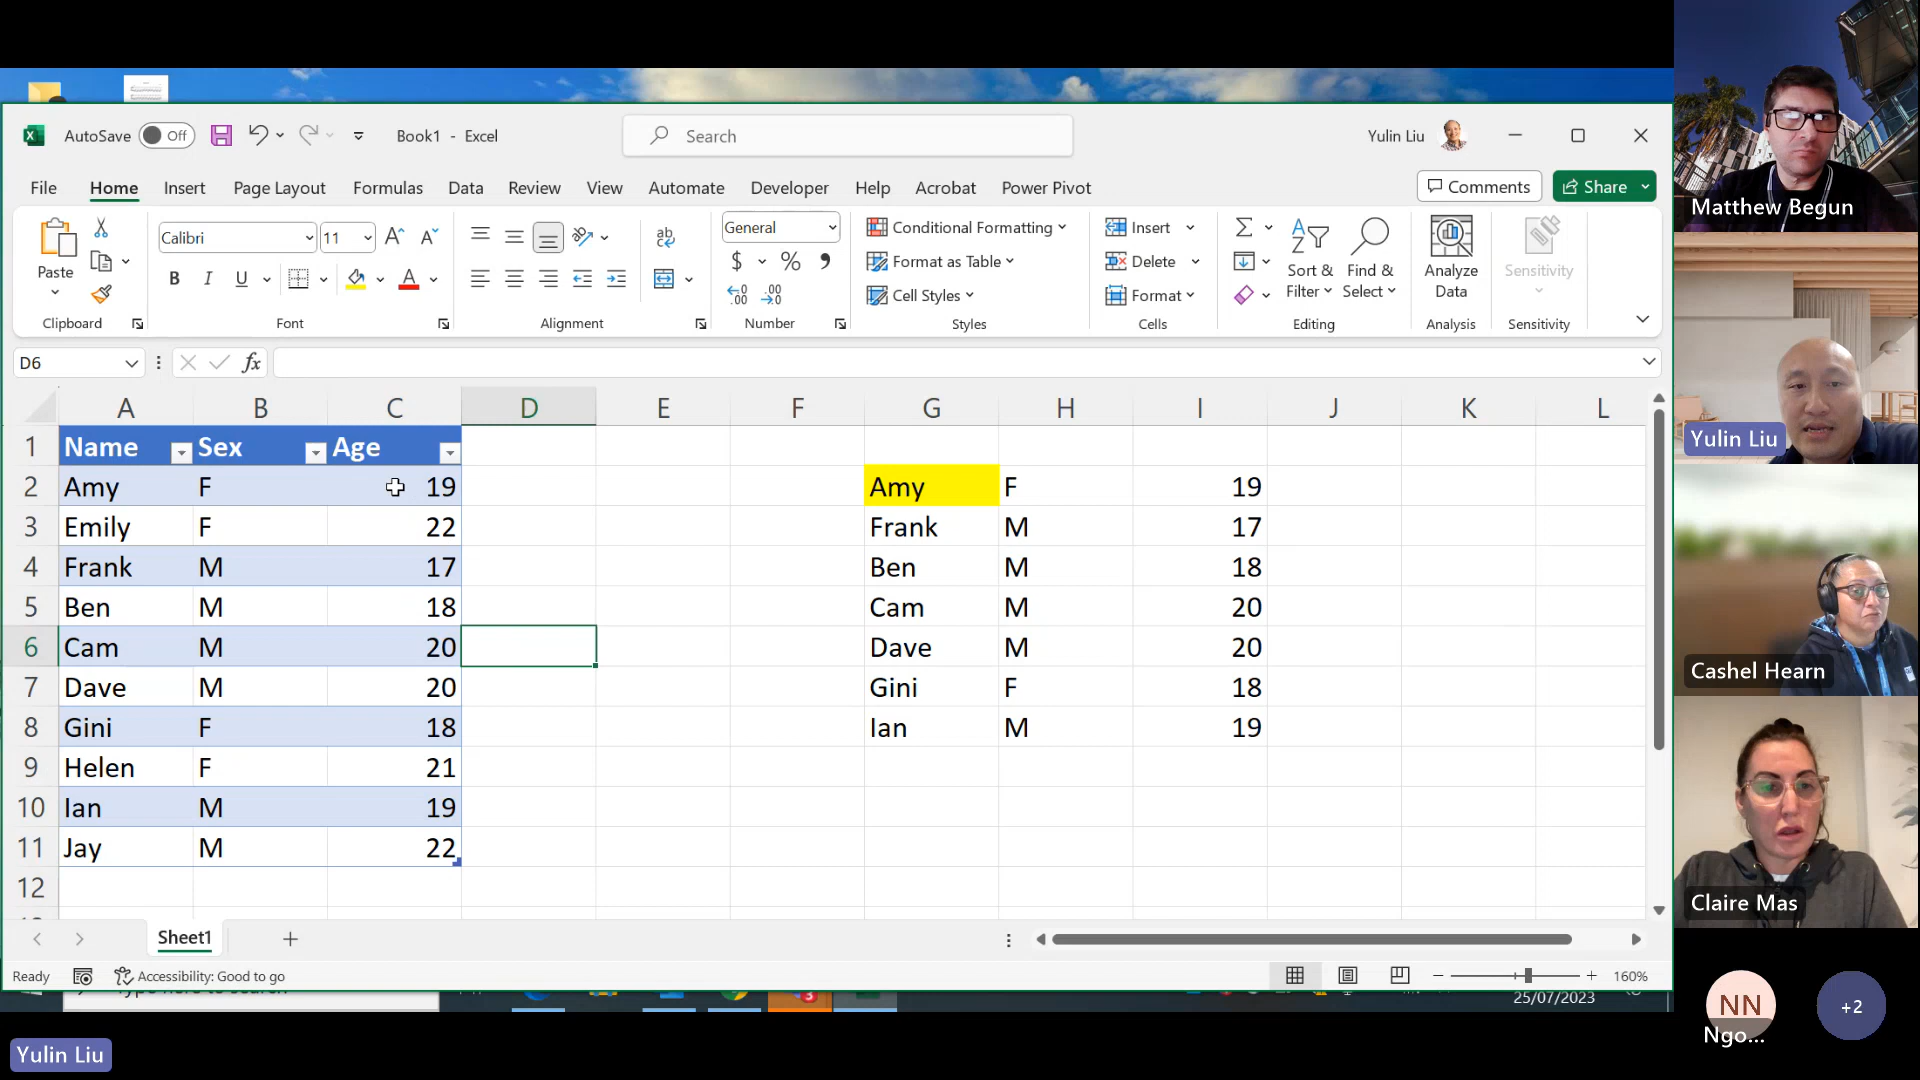 AutoSave Off Book1 - Excel Search Yulin Liu
File Home Insert Page Layout Formulas Data Review View Automate Developer Help Acrobat Power Pivot Comments Share
Paste
Clipboard
Calibri 11
B I U A
Font
ab
Alignment
General
$ % ,
Number
Conditional Formatting
Format as Table
Cell Styles
Styles
Insert
Delete
Format
Cells
Sort & Filter
Find & Select
Editing
Analyze Data
Analysis
Sensitivity
Sensitivity
D6 fx
A B C D E F G H I J K L
1 Name Sex Age
2 Amy F 19 Amy F 19
3 Emily F 22 Frank M 17
4 Frank M 17 Ben M 18
5 Ben M 18 Cam M 20
6 Cam M 20 Dave M 20
7 Dave M 20 Gini F 18
8 Gini F 18 Ian M 19
9 Helen F 21
10 Ian M 19
11 Jay M 22
12
Sheet1
Ready Accessibility: Good to go 160%
25/07/2023
Yulin Liu
Matthew Begun
Yulin Liu
Cashel Hearn
Claire Mas
NN
Ngo...
+2